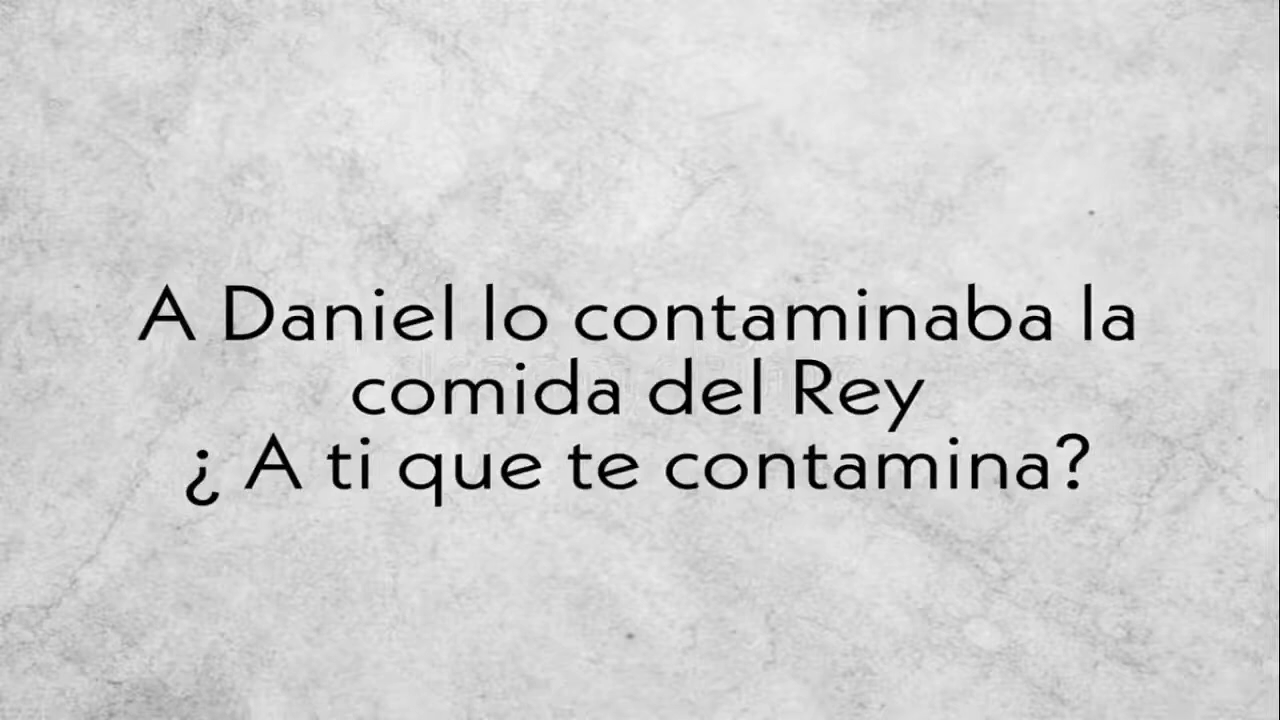 A Daniel lo contaminaba la
comida del Rey
¿ A ti que te contamina?